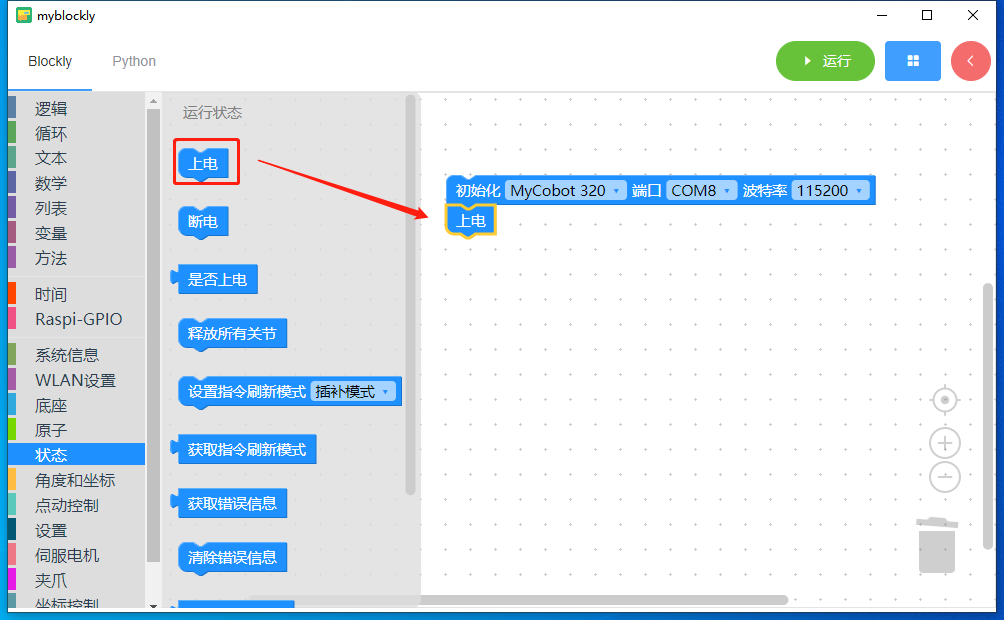 myblockly
Blockly
Python
运行
逻辑
循环
文本
数学
列表
变量
方法
时间
Raspi-GPIO
系统信息
WLAN设置
底座
原子
状态
角度和坐标
点动控制
设置
伺服电机
夹爪
坐标控制
运行状态
上电
断电
是否上电
释放所有关节
设置指令刷新模式 插补模式
获取指令刷新模式
获取错误信息
清除错误信息
初始化 MyCobot 320 端口 COM8 波特率 115200
上电